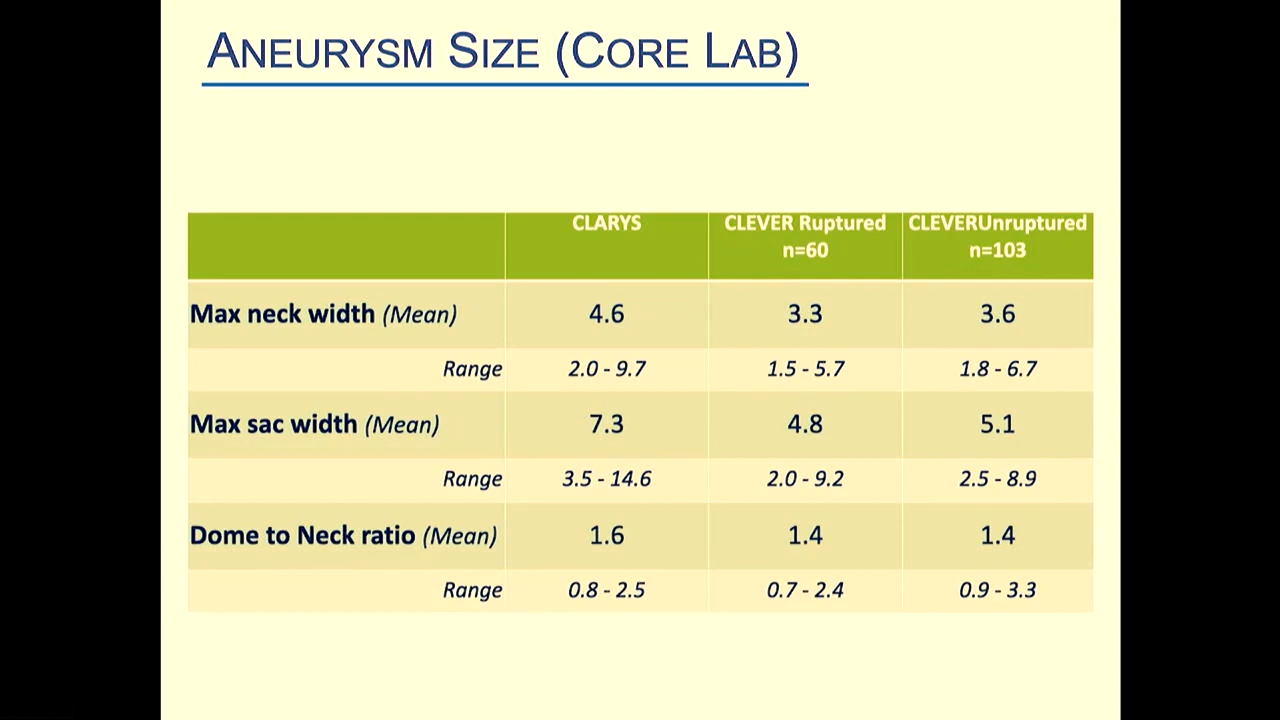 ANEURYSM SIZE (CORE LAB)
CLARYS CLEVER Ruptured CLEVERUnruptured
n=60 n=103
Max neck width (Mean) 4.6 3.3 3.6
Range 2.0 - 9.7 1.5 - 5.7 1.8 - 6.7
Max sac width (Mean) 7.3 4.8 5.1
Range 3.5 - 14.6 2.0 - 9.2 2.5 - 8.9
Dome to Neck ratio (Mean) 1.6 1.4 1.4
Range 0.8 - 2.5 0.7 - 2.4 0.9 - 3.3